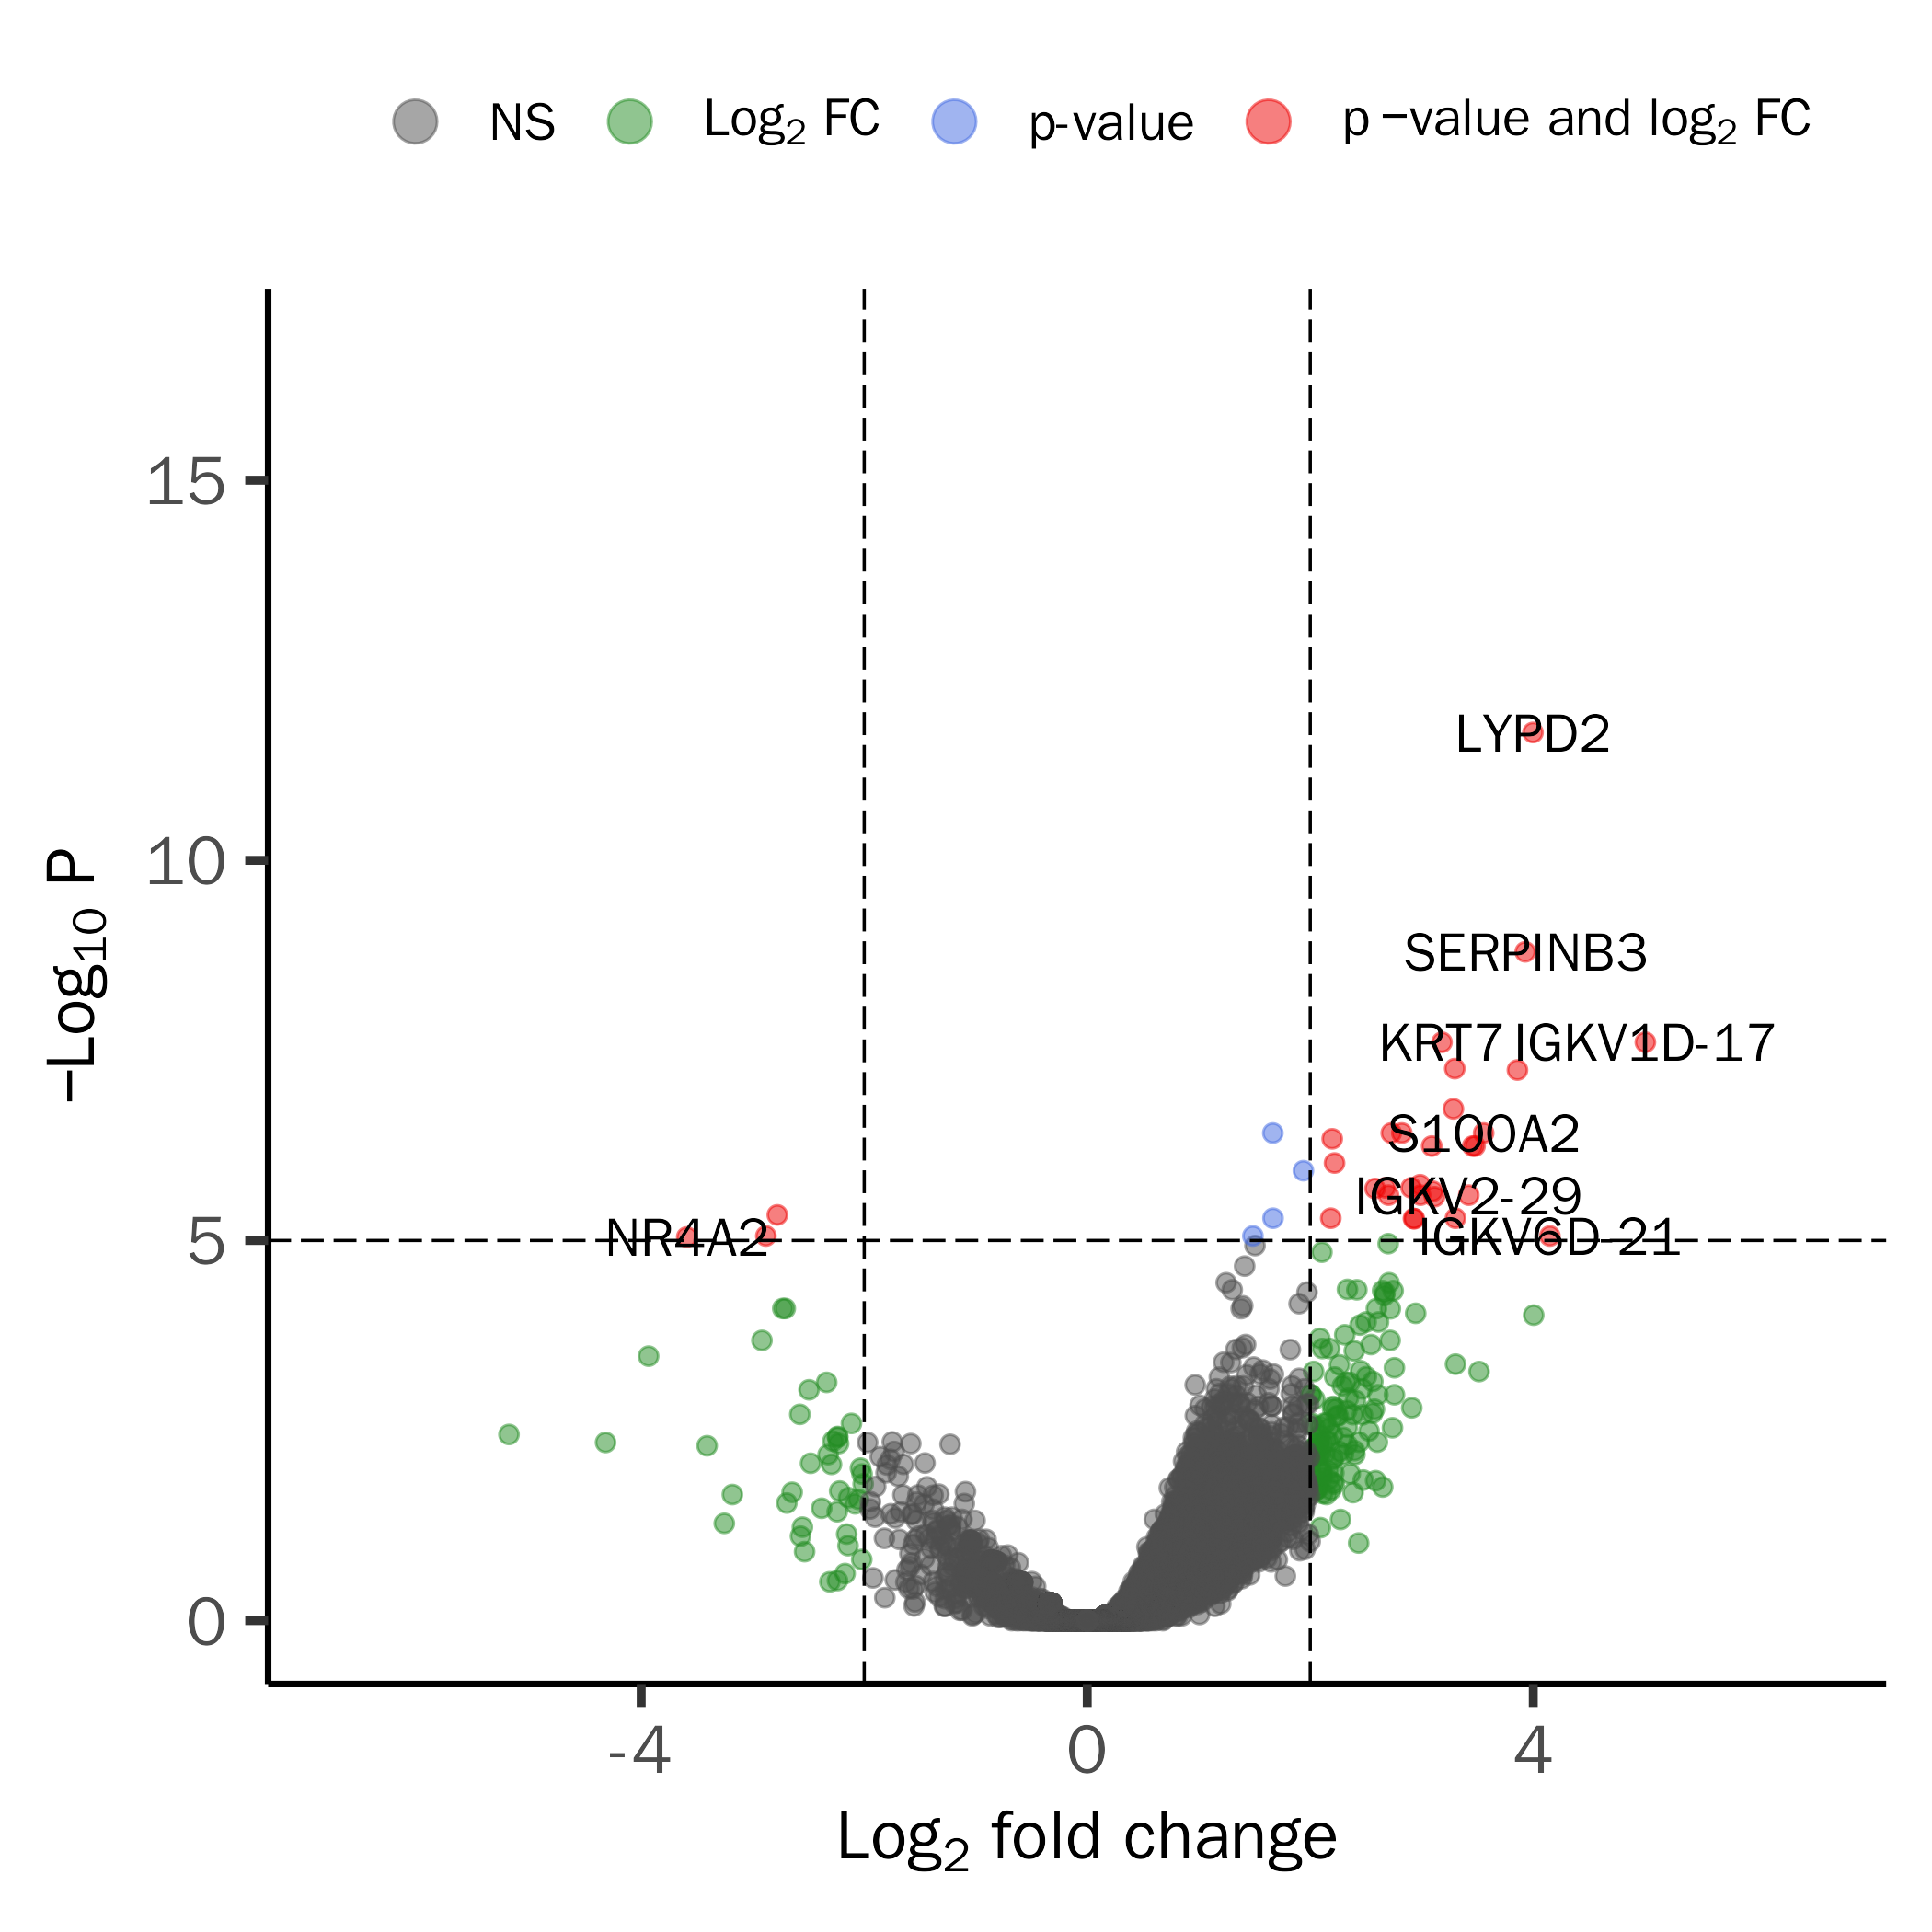 NS Log2 FC p-value p −value and log2 FC
15
10
5
0
−Log10 P
LYPD2
SERPINB3
KRT7 IGKV1D-17
S100A2
IGKV2-29
NR4A2 IGKV6D-21
-4 0 4
Log2 fold change